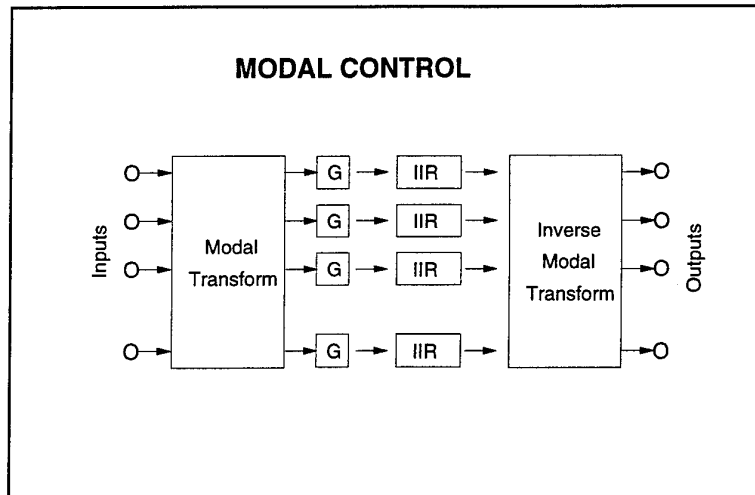 MODAL CONTROL
G IIR
G IIR
G IIR
G IIR
Inputs
Modal
Transform
Inverse
Modal
Transform
Outputs